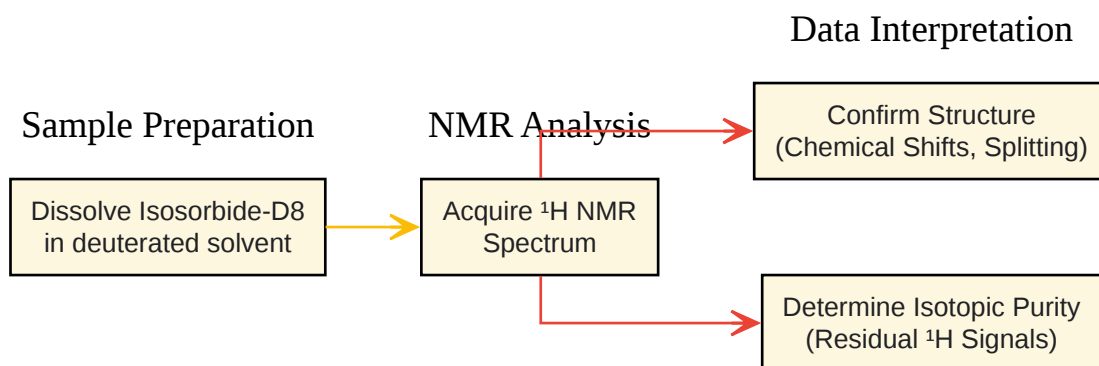 Data Interpretation
Sample Preparation
NMR Analysis
Confirm Structure
(Chemical Shifts, Splitting)
Dissolve Isosorbide-D8
in deuterated solvent
Acquire ¹H NMR
Spectrum
Determine Isotopic Purity
(Residual ¹H Signals)